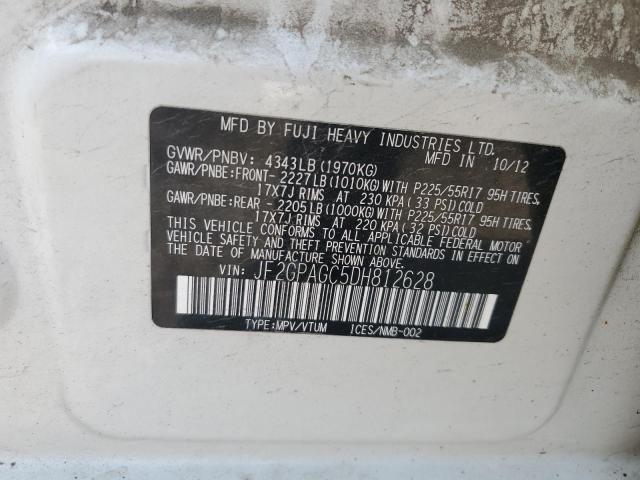 MFD BY FUJI HEAVY INDUSTRIES LTD.
MFD IN 10/12
GVWR/PNBV: 4343LB(1970KG)
GAWR/PNBE:FRONT- 2227LB(1010KG)WITH P225/55R17 95H TIRES,
17X7J RIMS AT 230 KPA(33 PSI)COLD
GAWR/PNBE:REAR - 2205LB(1000KG)WITH P225/55R17 95H TIRES,
17X7J RIMS AT 220 KPA(32 PSI)COLD
THIS VEHICLE CONFORMS TO ALL APPLICABLE FEDERAL MOTOR
VEHICLE SAFETY AND THEFT PREVENTION STANDARDS IN EFFECT ON
THE DATE OF MANUFACTURE SHOWN ABOVE.
VIN: JF2GPAGC5DH812628
TYPE:MPV/VTUM ICES/NMB-002